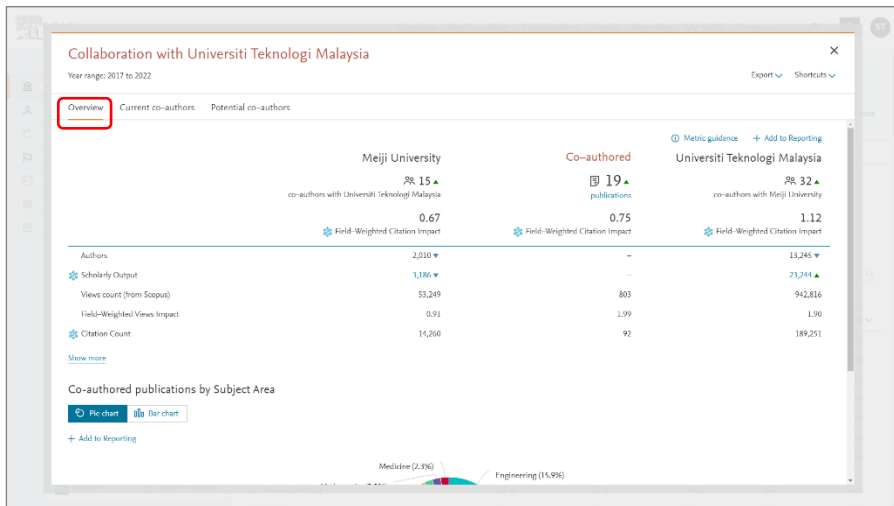 ST
Collaboration with Universiti Teknologi Malaysia
×
Year range: 2017 to 2022
Export Shortcuts
Overview Current co-authors Potential co-authors
Metric guidance + Add to Reporting
Meiji University Co-authored Universiti Teknologi Malaysia
15▲ 19▲ 32▲
co-authors with Universiti Teknologi Malaysia publications co-authors with Meiji University
0.67 0.75 1.12
Field-Weighted Citation Impact Field-Weighted Citation Impact Field-Weighted Citation Impact
Authors 2,010▼ – 13,245▼
Scholarly Output 3,186▼ – 23,244▲
Views count (from Scopus) 53,249 803 942,816
Field-Weighted Views Impact 0.91 1.99 1.90
Citation Count 14,260 92 189,251
Show more
Co-authored publications by Subject Area
Pie chart Bar chart
+ Add to Reporting
Medicine (2.3%)
Engineering (15.9%)